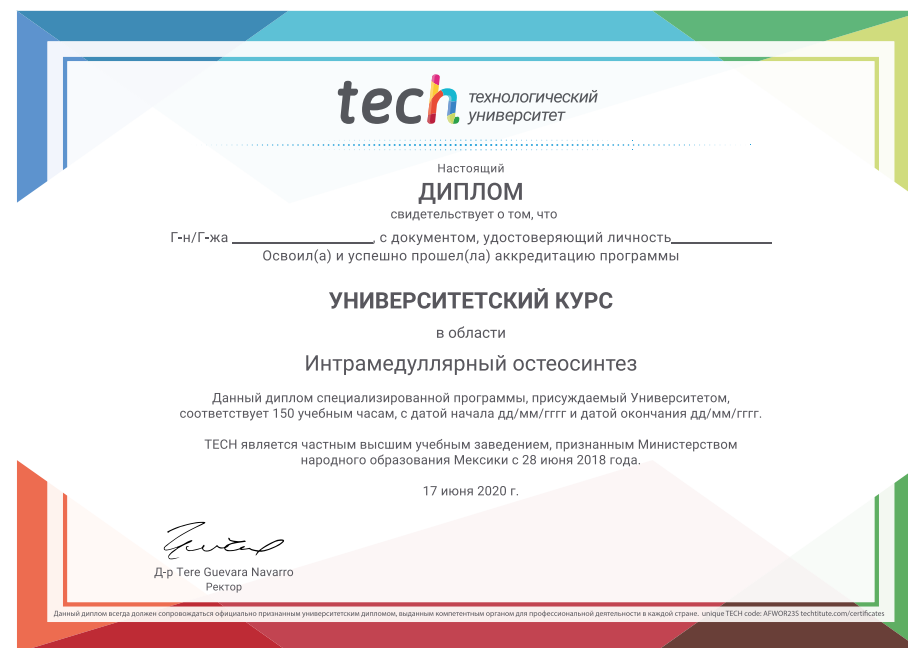 tech технологический
университет
Настоящий
ДИПЛОМ
свидетельствует о том, что
Г-н/Г-жа ____________________, с документом, удостоверяющий личность______________
Освоил(а) и успешно прошел(ла) аккредитацию программы
УНИВЕРСИТЕТСКИЙ КУРС
в области
Интрамедуллярный остеосинтез
Данный диплом специализированной программы, присуждаемый Университетом,
соответствует 150 учебным часам, с датой начала дд/мм/гггг и датой окончания дд/мм/гггг.
TECH является частным высшим учебным заведением, признанным Министерством
народного образования Мексики с 28 июня 2018 года.
17 июня 2020 г.
Д-р Tere Guevara Navarro
Ректор
Данный диплом всегда должен сопровождаться официально признанным университетским дипломом, выданным компетентным органом для профессиональной деятельности в каждой стране. unique TECH code: AFWOR23S techtitute.com/certificates